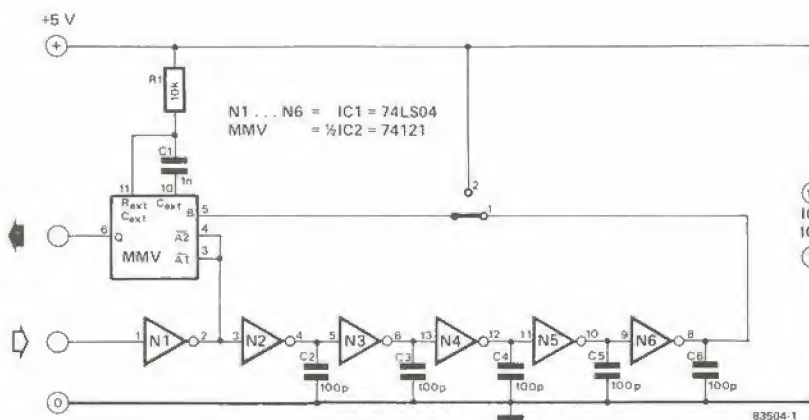 +5 V
+
R1
10k
N1 ... N6 = IC1 = 74LS04
MMV = ½IC2 = 74121
C1
1n
2
11
10
Rext
Cext
Cext
B
5
1
6
Q
A2
4
MMV
A1
3
1
N1
2
3
N2
4
5
N3
6
13
N4
12
11
N5
10
9
N6
8
C2
C3
C4
C5
C6
100p
100p
100p
100p
100p
0
83504-1